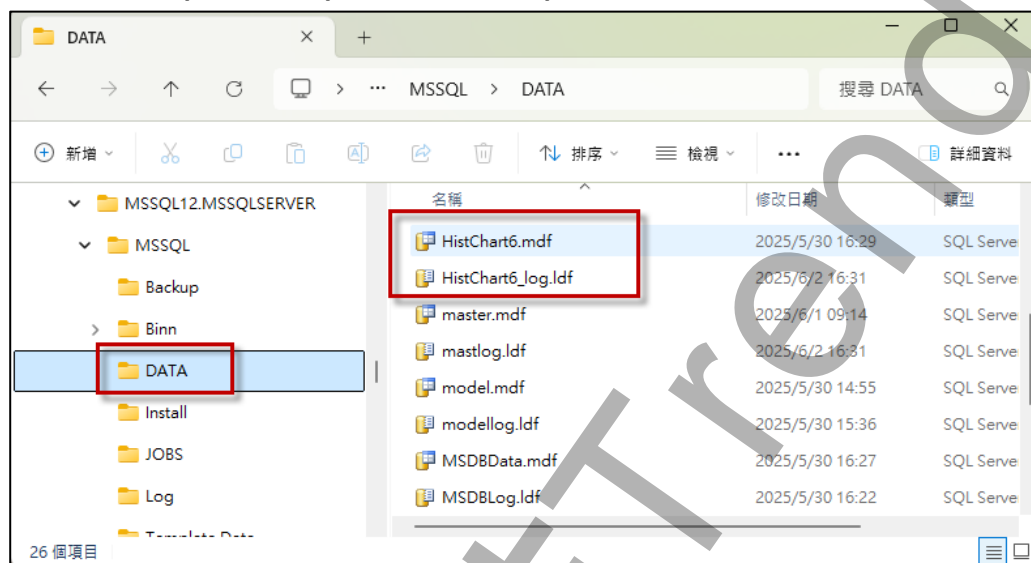 DATA
MSSQL > DATA
搜尋 DATA
新增
排序
檢視
詳細資料
名稱
修改日期
類型
MSSQL12.MSSQLSERVER
MSSQL
Backup
Binn
DATA
Install
JOBS
Log
HistChart6.mdf 2025/5/30 16:29 SQL Serve
HistChart6_log.ldf 2025/6/2 16:31 SQL Serve
master.mdf 2025/6/1 09:14 SQL Serve
mastlog.ldf 2025/6/2 16:31 SQL Serve
model.mdf 2025/5/30 14:55 SQL Serve
modellog.ldf 2025/5/30 15:36 SQL Serve
MSDBData.mdf 2025/5/30 16:27 SQL Serve
MSDBLog.ldf 2025/5/30 16:22 SQL Serve
26 個項目
Trend